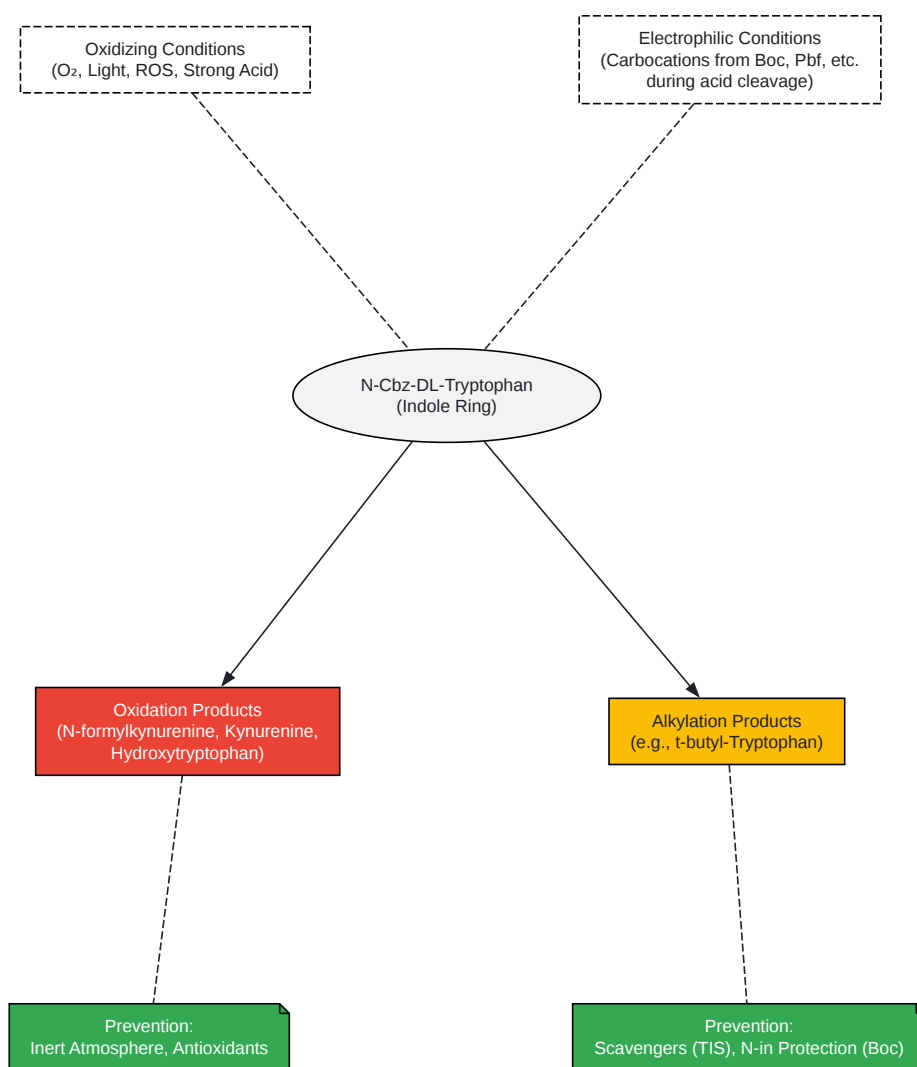 Oxidizing Conditions
(O₂, Light, ROS, Strong Acid)
Electrophilic Conditions
(Carbocations from Boc, Pbf, etc.
during acid cleavage)
N-Cbz-DL-Tryptophan
(Indole Ring)
Oxidation Products
(N-formylkynurenine, Kynurenine,
Hydroxytryptophan)
Alkylation Products
(e.g., t-butyl-Tryptophan)
Prevention:
Inert Atmosphere, Antioxidants
Prevention:
Scavengers (TIS), N-in Protection (Boc)